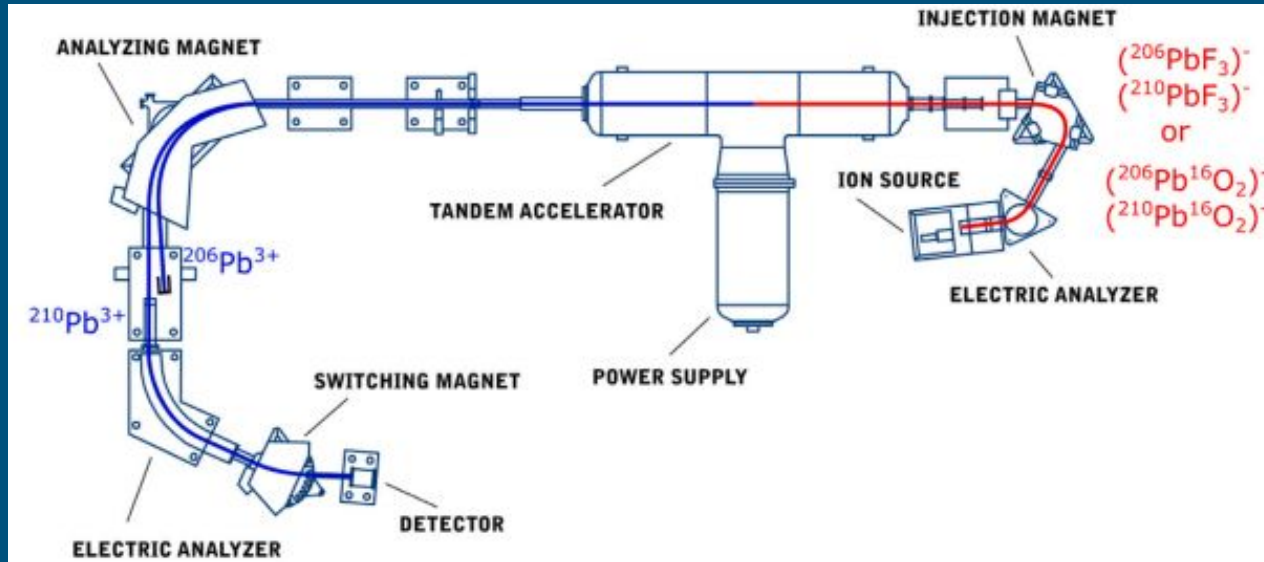 INJECTION MAGNET
ANALYZING MAGNET
(²⁰⁶PbF₃)⁻
(²¹⁰PbF₃)⁻
or
(²⁰⁶Pb¹⁶O₂)⁻
(²¹⁰Pb¹⁶O₂)⁻
ION SOURCE
TANDEM ACCELERATOR
²⁰⁶Pb³⁺
ELECTRIC ANALYZER
²¹⁰Pb³⁺
SWITCHING MAGNET
POWER SUPPLY
DETECTOR
ELECTRIC ANALYZER